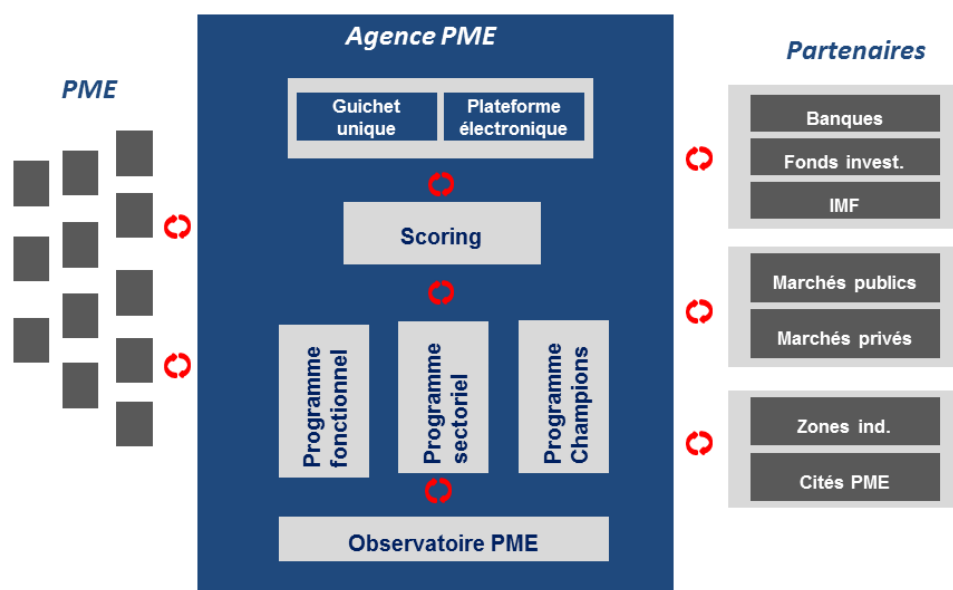 PME
Agence PME
Guichet
unique
Plateforme
électronique
Scoring
Programme
fonctionnel
Programme
sectoriel
Programme
Champions
Observatoire PME
Partenaires
Banques
Fonds invest.
IMF
Marchés publics
Marchés privés
Zones ind.
Cités PME